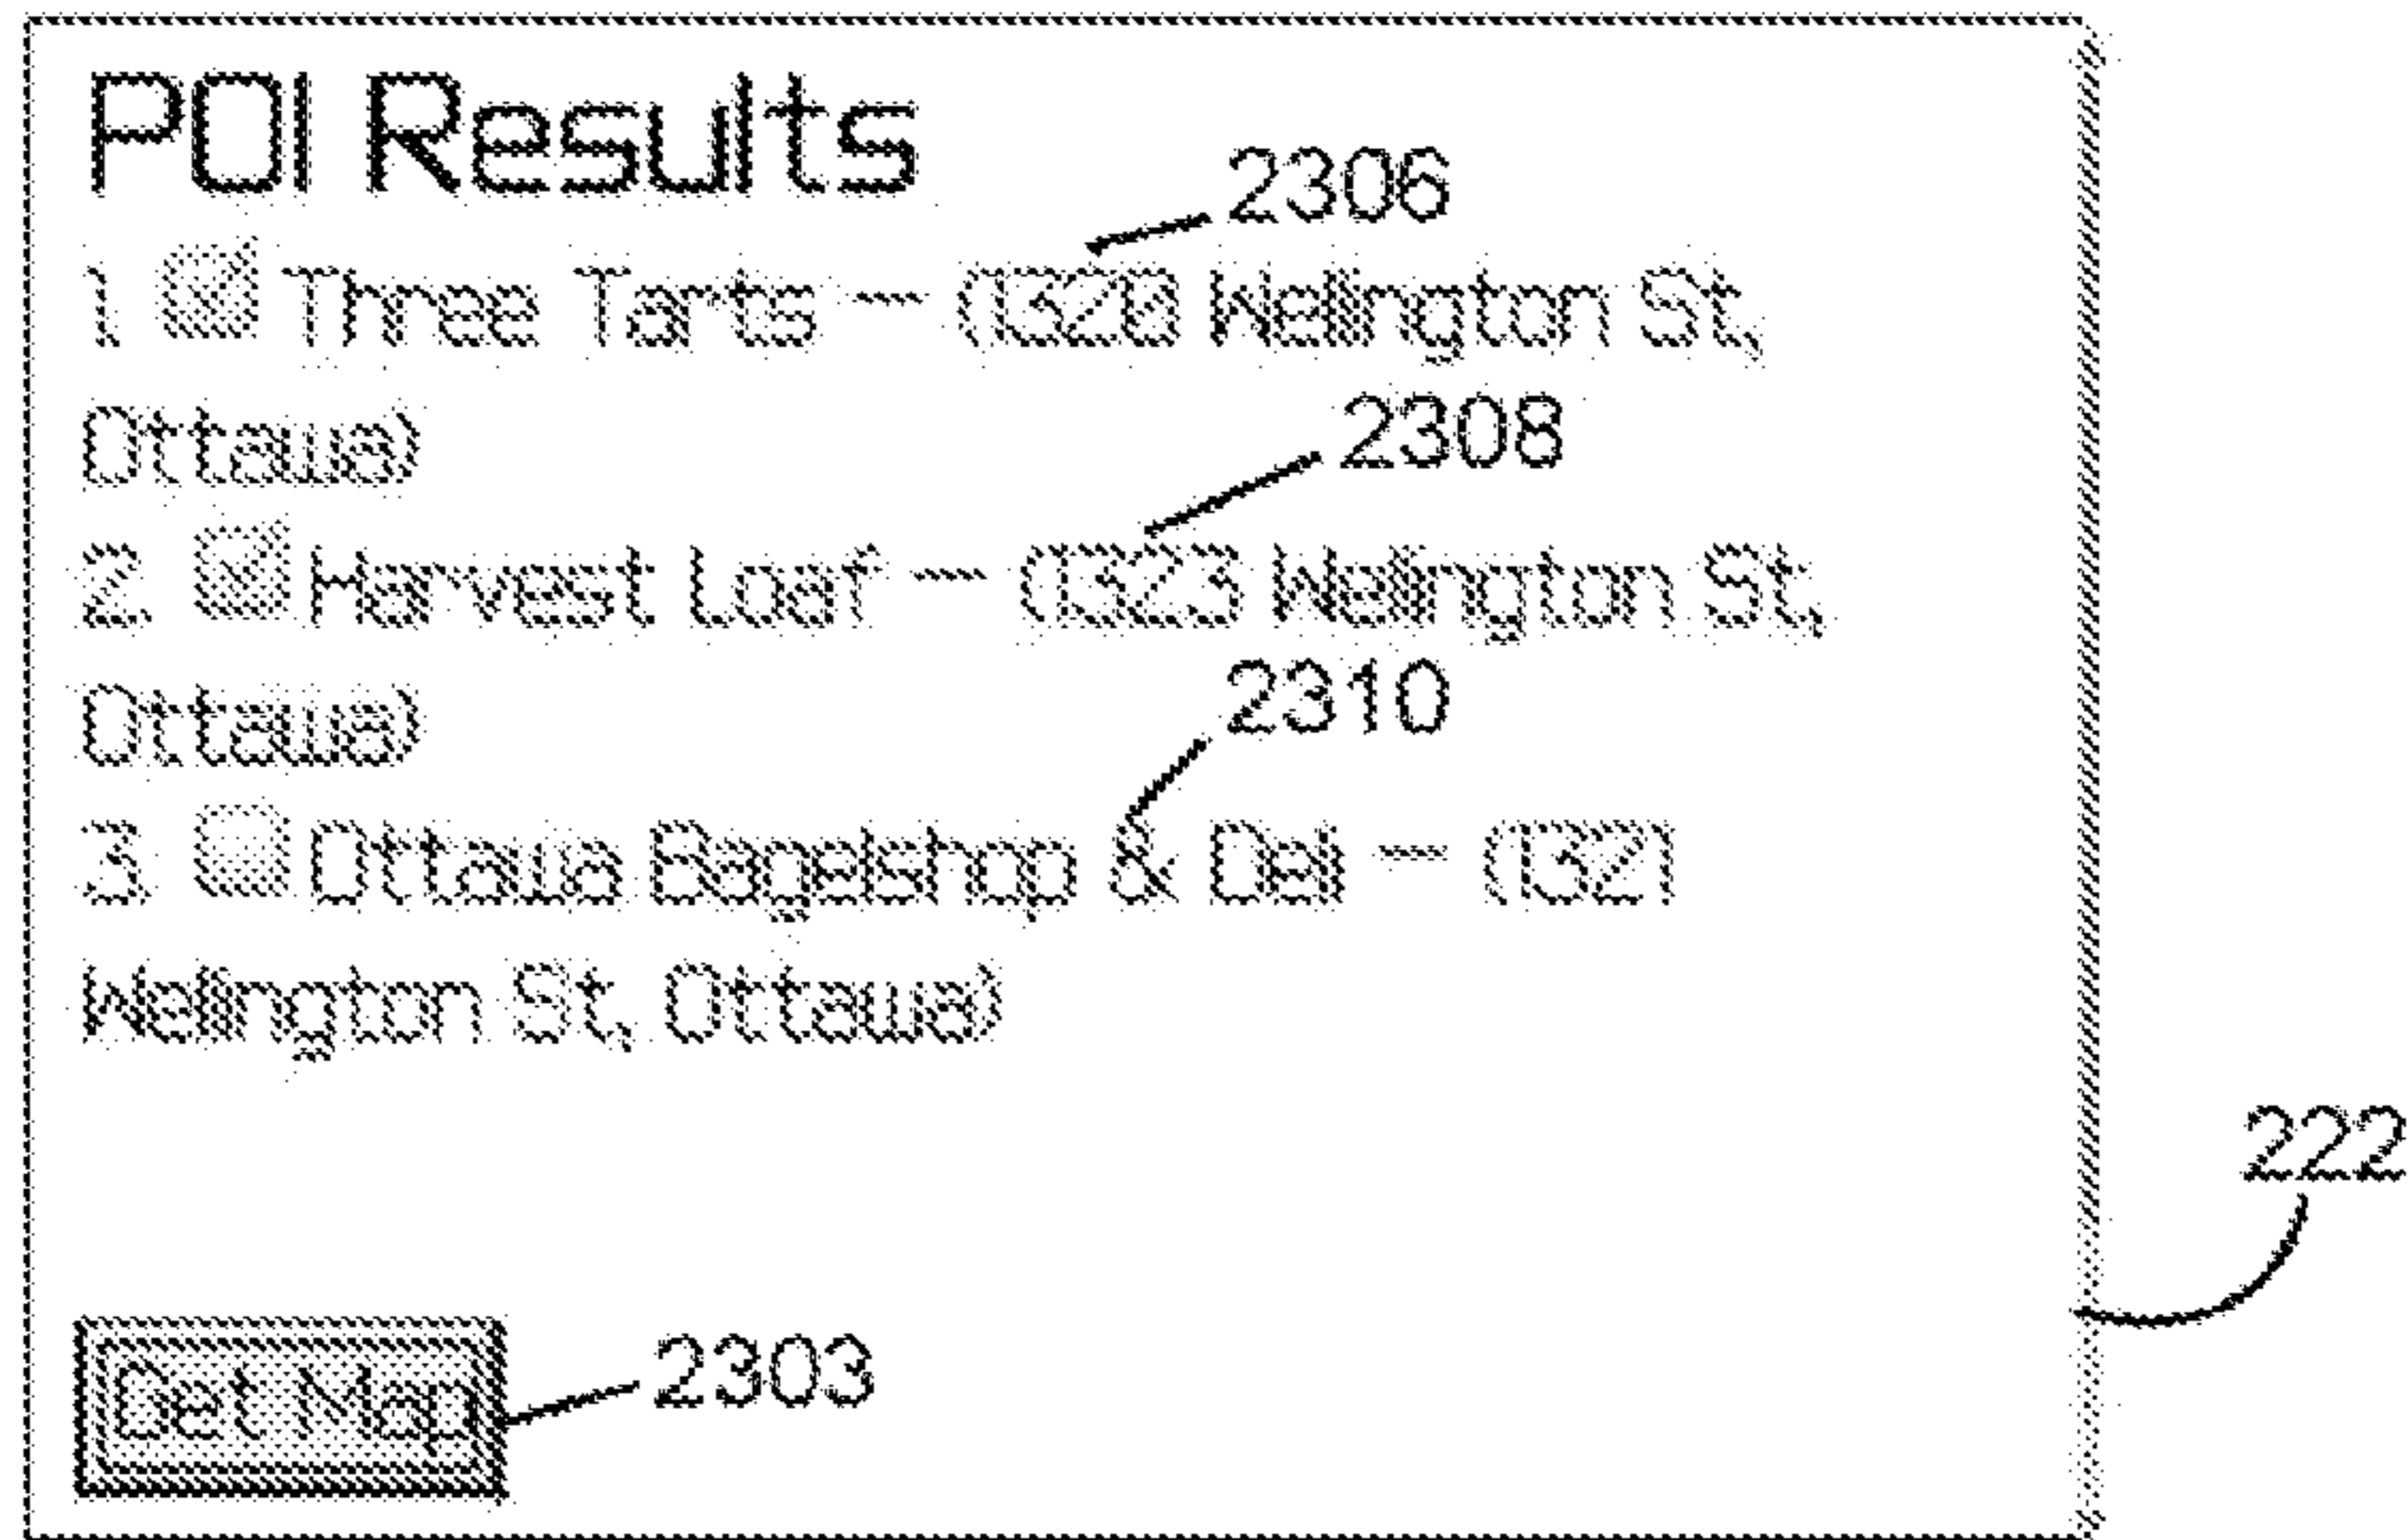 POI Results
2306
1. Three Tarts - (1320 Wellington St,
Ottawa)
2308
2. Harvest Loaf - (1323 Wellington St,
Ottawa)
2310
3. Ottawa Bagelshop & Deli - (1321
Wellington St, Ottawa)
222
Get Map
2303